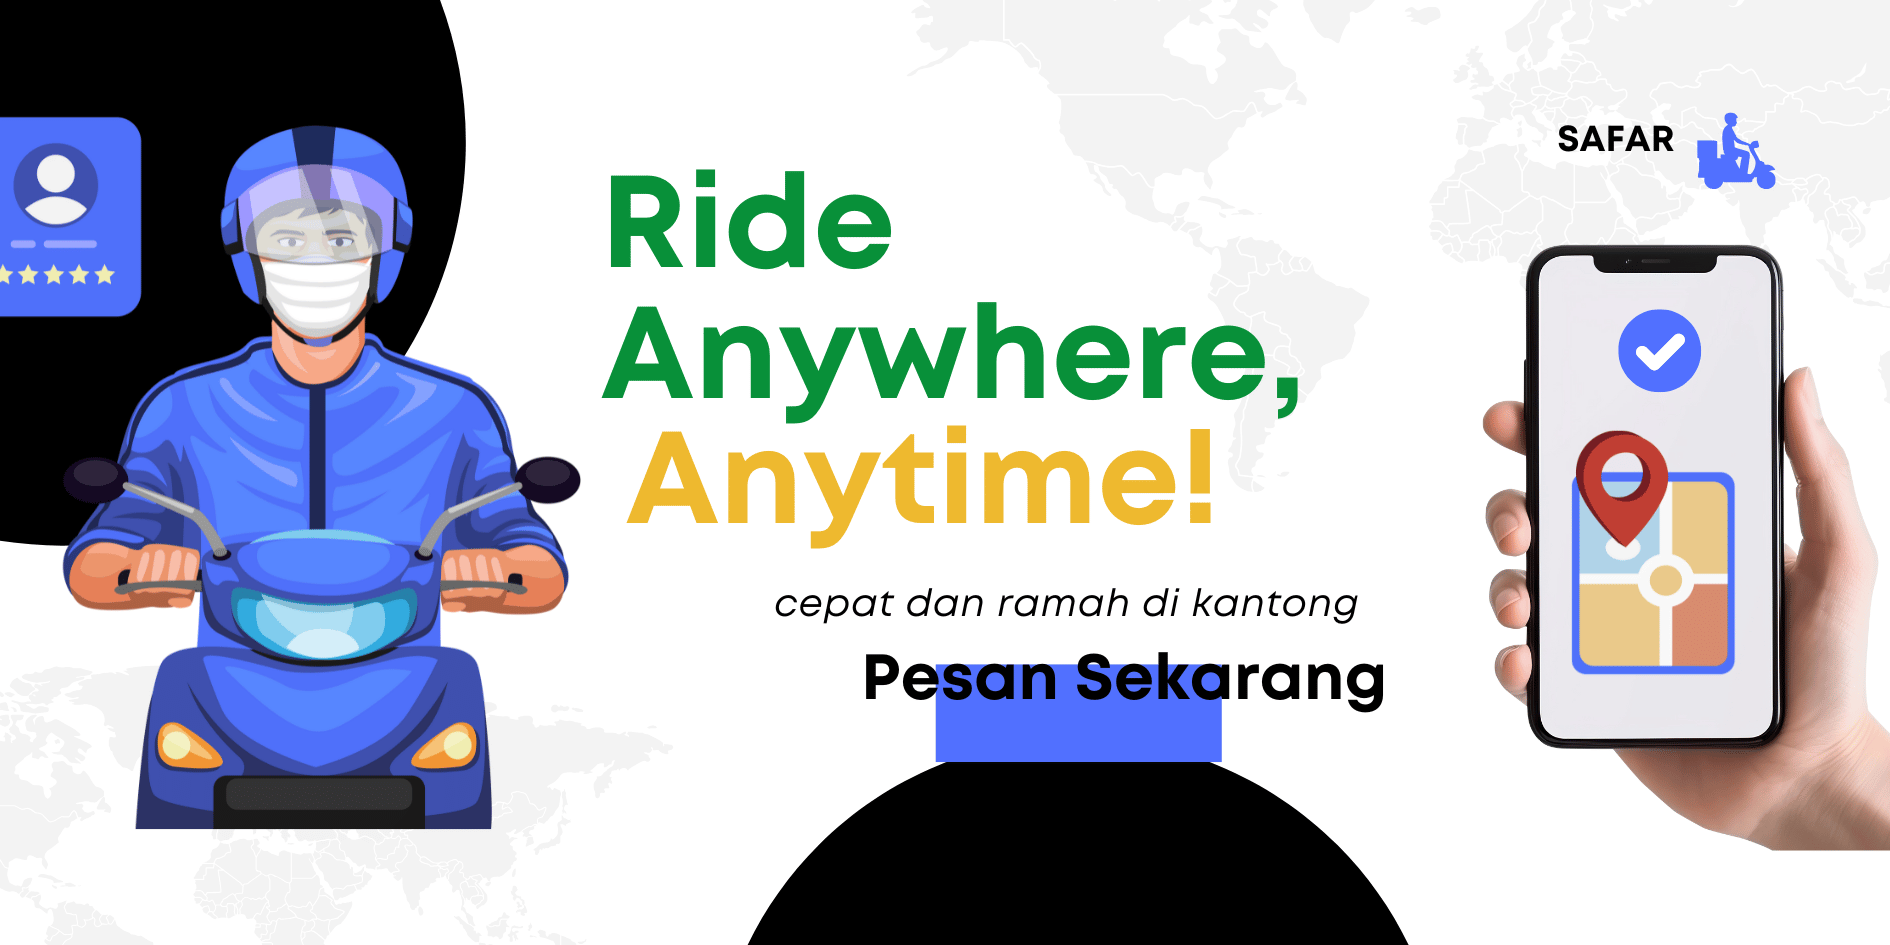 SAFAR
Ride
Anywhere,
Anytime!
cepat dan ramah di kantong
Pesan Sekarang